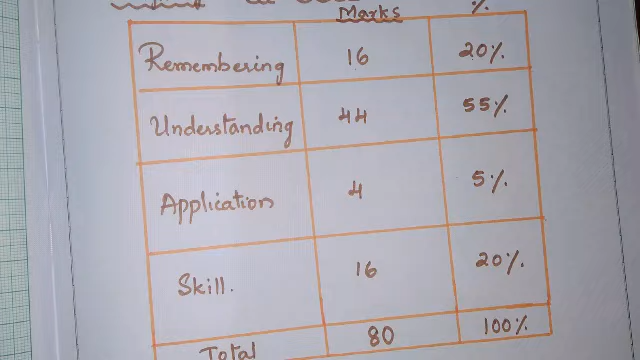 Marks %
Remembering 16 20%
Understanding 44 55%
Application 4 5%
Skill. 16 20%.
Total 80 100%